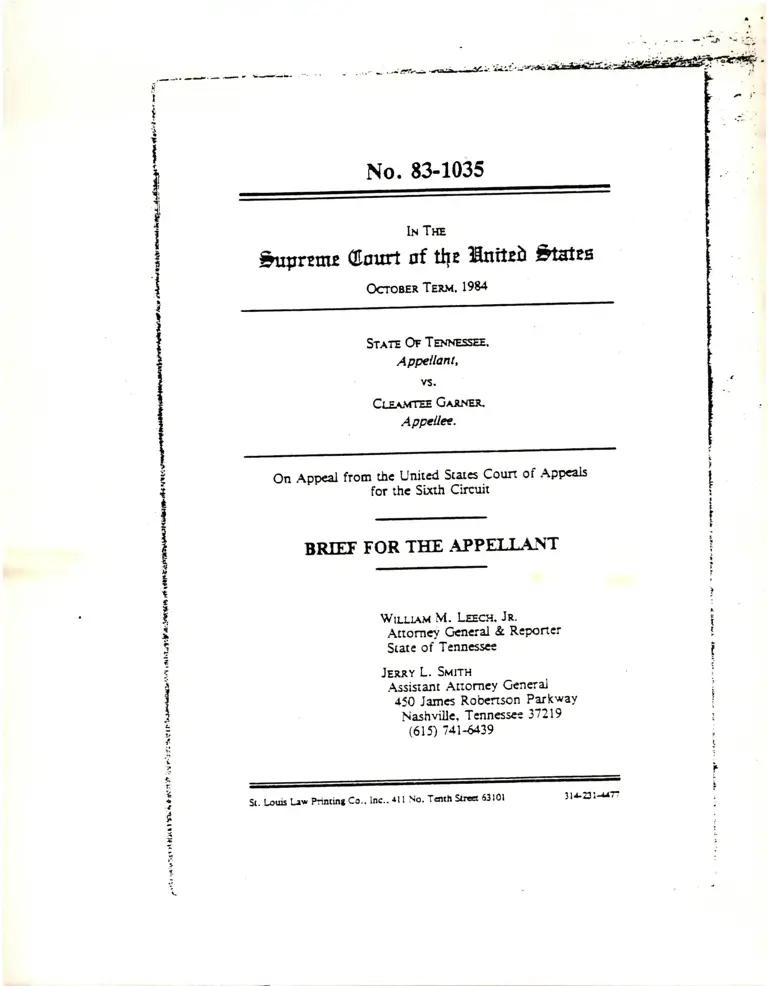 No. 83-1035
IN THE
Supreme Court of the United States
OCTOBER TERM, 1984
STATE OF TENNESSEE,
Appellant,
vs.
CLEAMTEE GARNER,
Appellee.
On Appeal from the United States Court of Appeals
for the Sixth Circuit
BRIEF FOR THE APPELLANT
WILLIAM M. LEECH, JR.
Attorney General & Reporter
State of Tennessee
JERRY L. SMITH
Assistant Attorney General
450 James Robertson Parkway
Nashville, Tennessee 37219
(615) 741-6439
St. Louis Law Printing Co., Inc., 411 No. Tenth Street 63101 314-231-4477